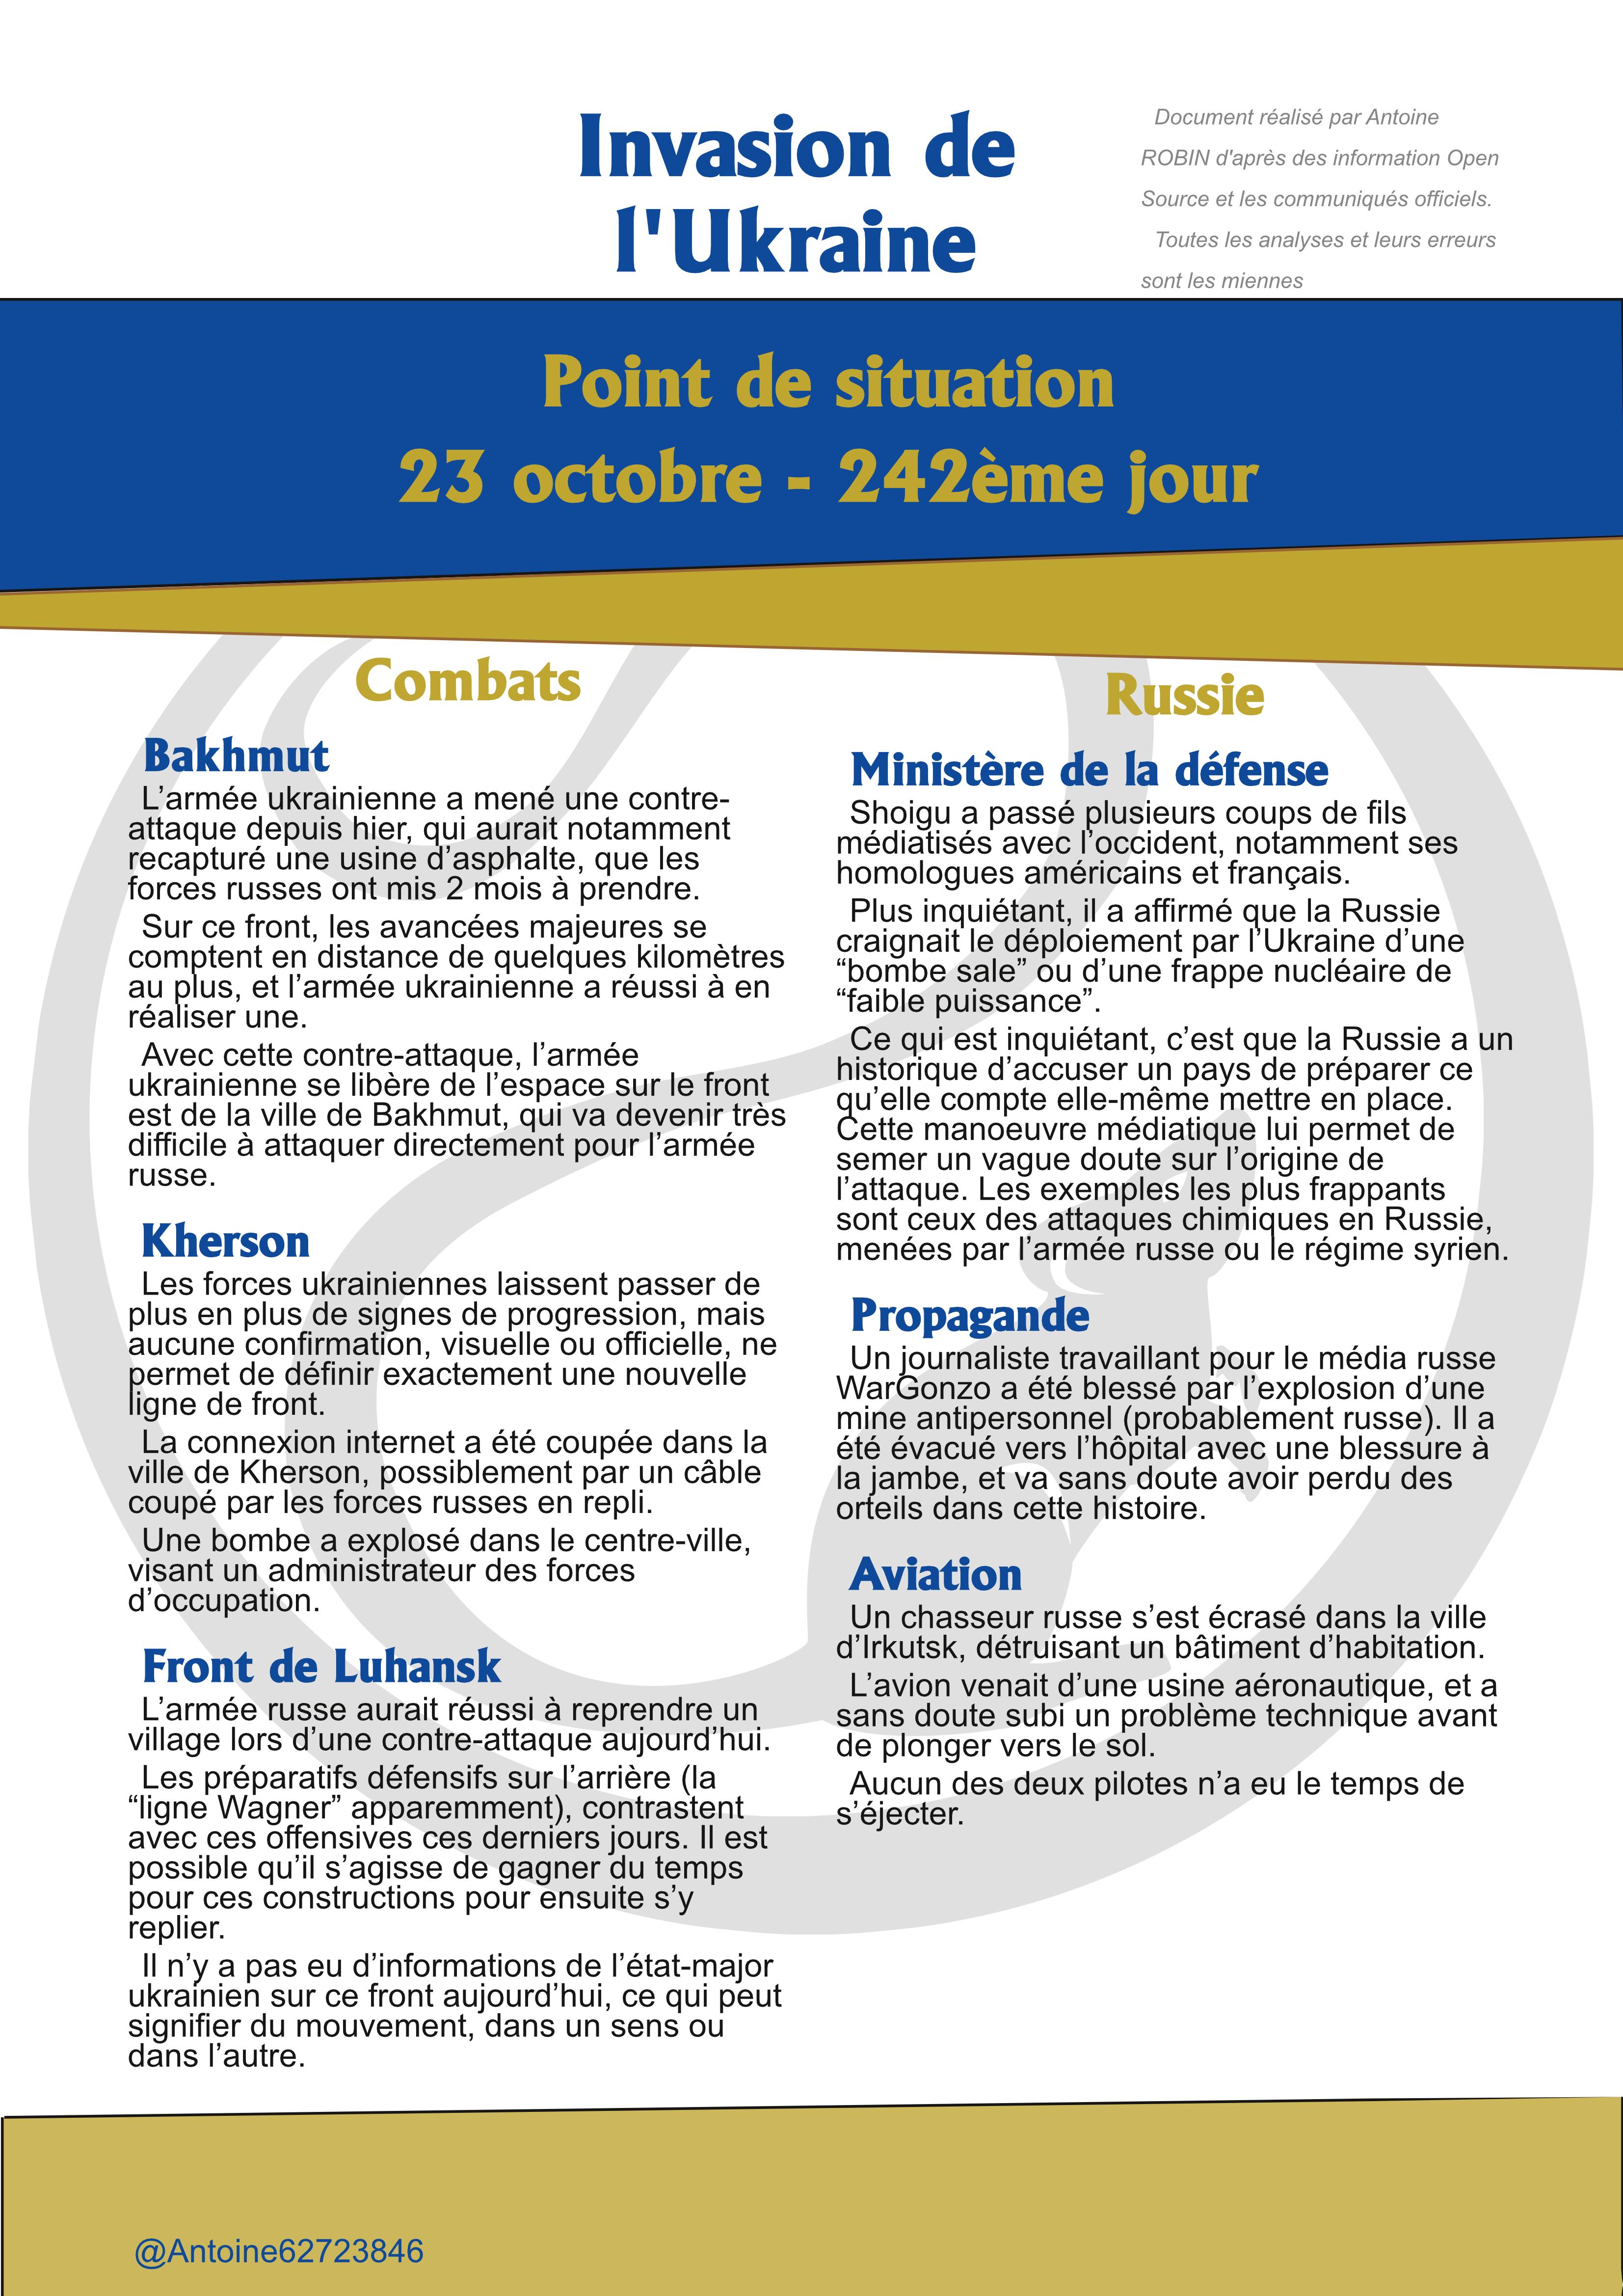 Invasion de
l'Ukraine
Document réalisé par Antoine
ROBIN d'après des information Open
Source et les communiqués officiels.
Toutes les analyses et leurs erreurs
sont les miennes
Point de situation
23 octobre - 242ème jour
Combats
Bakhmut
L’armée ukrainienne a mené une contre-
attaque depuis hier, qui aurait notamment
recapturé une usine d’asphalte, que les
forces russes ont mis 2 mois à prendre.
Sur ce front, les avancées majeures se
comptent en distance de quelques kilomètres
au plus, et l’armée ukrainienne a réussi à en
réaliser une.
Avec cette contre-attaque, l’armée
ukrainienne se libère de l’espace sur le front
est de la ville de Bakhmut, qui va devenir très
difficile à attaquer directement pour l’armée
russe.
Kherson
Les forces ukrainiennes laissent passer de
plus en plus de signes de progression, mais
aucune confirmation, visuelle ou officielle, ne
permet de définir exactement une nouvelle
ligne de front.
La connexion internet a été coupée dans la
ville de Kherson, possiblement par un câble
coupé par les forces russes en repli.
Une bombe a explosé dans le centre-ville,
visant un administrateur des forces
d’occupation.
Front de Luhansk
L’armée russe aurait réussi à reprendre un
village lors d’une contre-attaque aujourd’hui.
Les préparatifs défensifs sur l’arrière (la
“ligne Wagner” apparemment), contrastent
avec ces offensives ces derniers jours. Il est
possible qu’il s’agisse de gagner du temps
pour ces constructions pour ensuite s’y
replier.
Il n’y a pas eu d’informations de l’état-major
ukrainien sur ce front aujourd’hui, ce qui peut
signifier du mouvement, dans un sens ou
dans l’autre.
Russie
Ministère de la défense
Shoigu a passé plusieurs coups de fils
médiatisés avec l’occident, notamment ses
homologues américains et français.
Plus inquiétant, il a affirmé que la Russie
craignait le déploiement par l’Ukraine d’une
“bombe sale” ou d’une frappe nucléaire de
“faible puissance”.
Ce qui est inquiétant, c’est que la Russie a un
historique d’accuser un pays de préparer ce
qu’elle compte elle-même mettre en place.
Cette manoeuvre médiatique lui permet de
semer un vague doute sur l’origine de
l’attaque. Les exemples les plus frappants
sont ceux des attaques chimiques en Russie,
menées par l’armée russe ou le régime syrien.
Propagande
Un journaliste travaillant pour le média russe
WarGonzo a été blessé par l’explosion d’une
mine antipersonnel (probablement russe). Il a
été évacué vers l’hôpital avec une blessure à
la jambe, et va sans doute avoir perdu des
orteils dans cette histoire.
Aviation
Un chasseur russe s’est écrasé dans la ville
d’Irkutsk, détruisant un bâtiment d’habitation.
L’avion venait d’une usine aéronautique, et a
sans doute subi un problème technique avant
de plonger vers le sol.
Aucun des deux pilotes n’a eu le temps de
s’éjecter.
@Antoine62723846